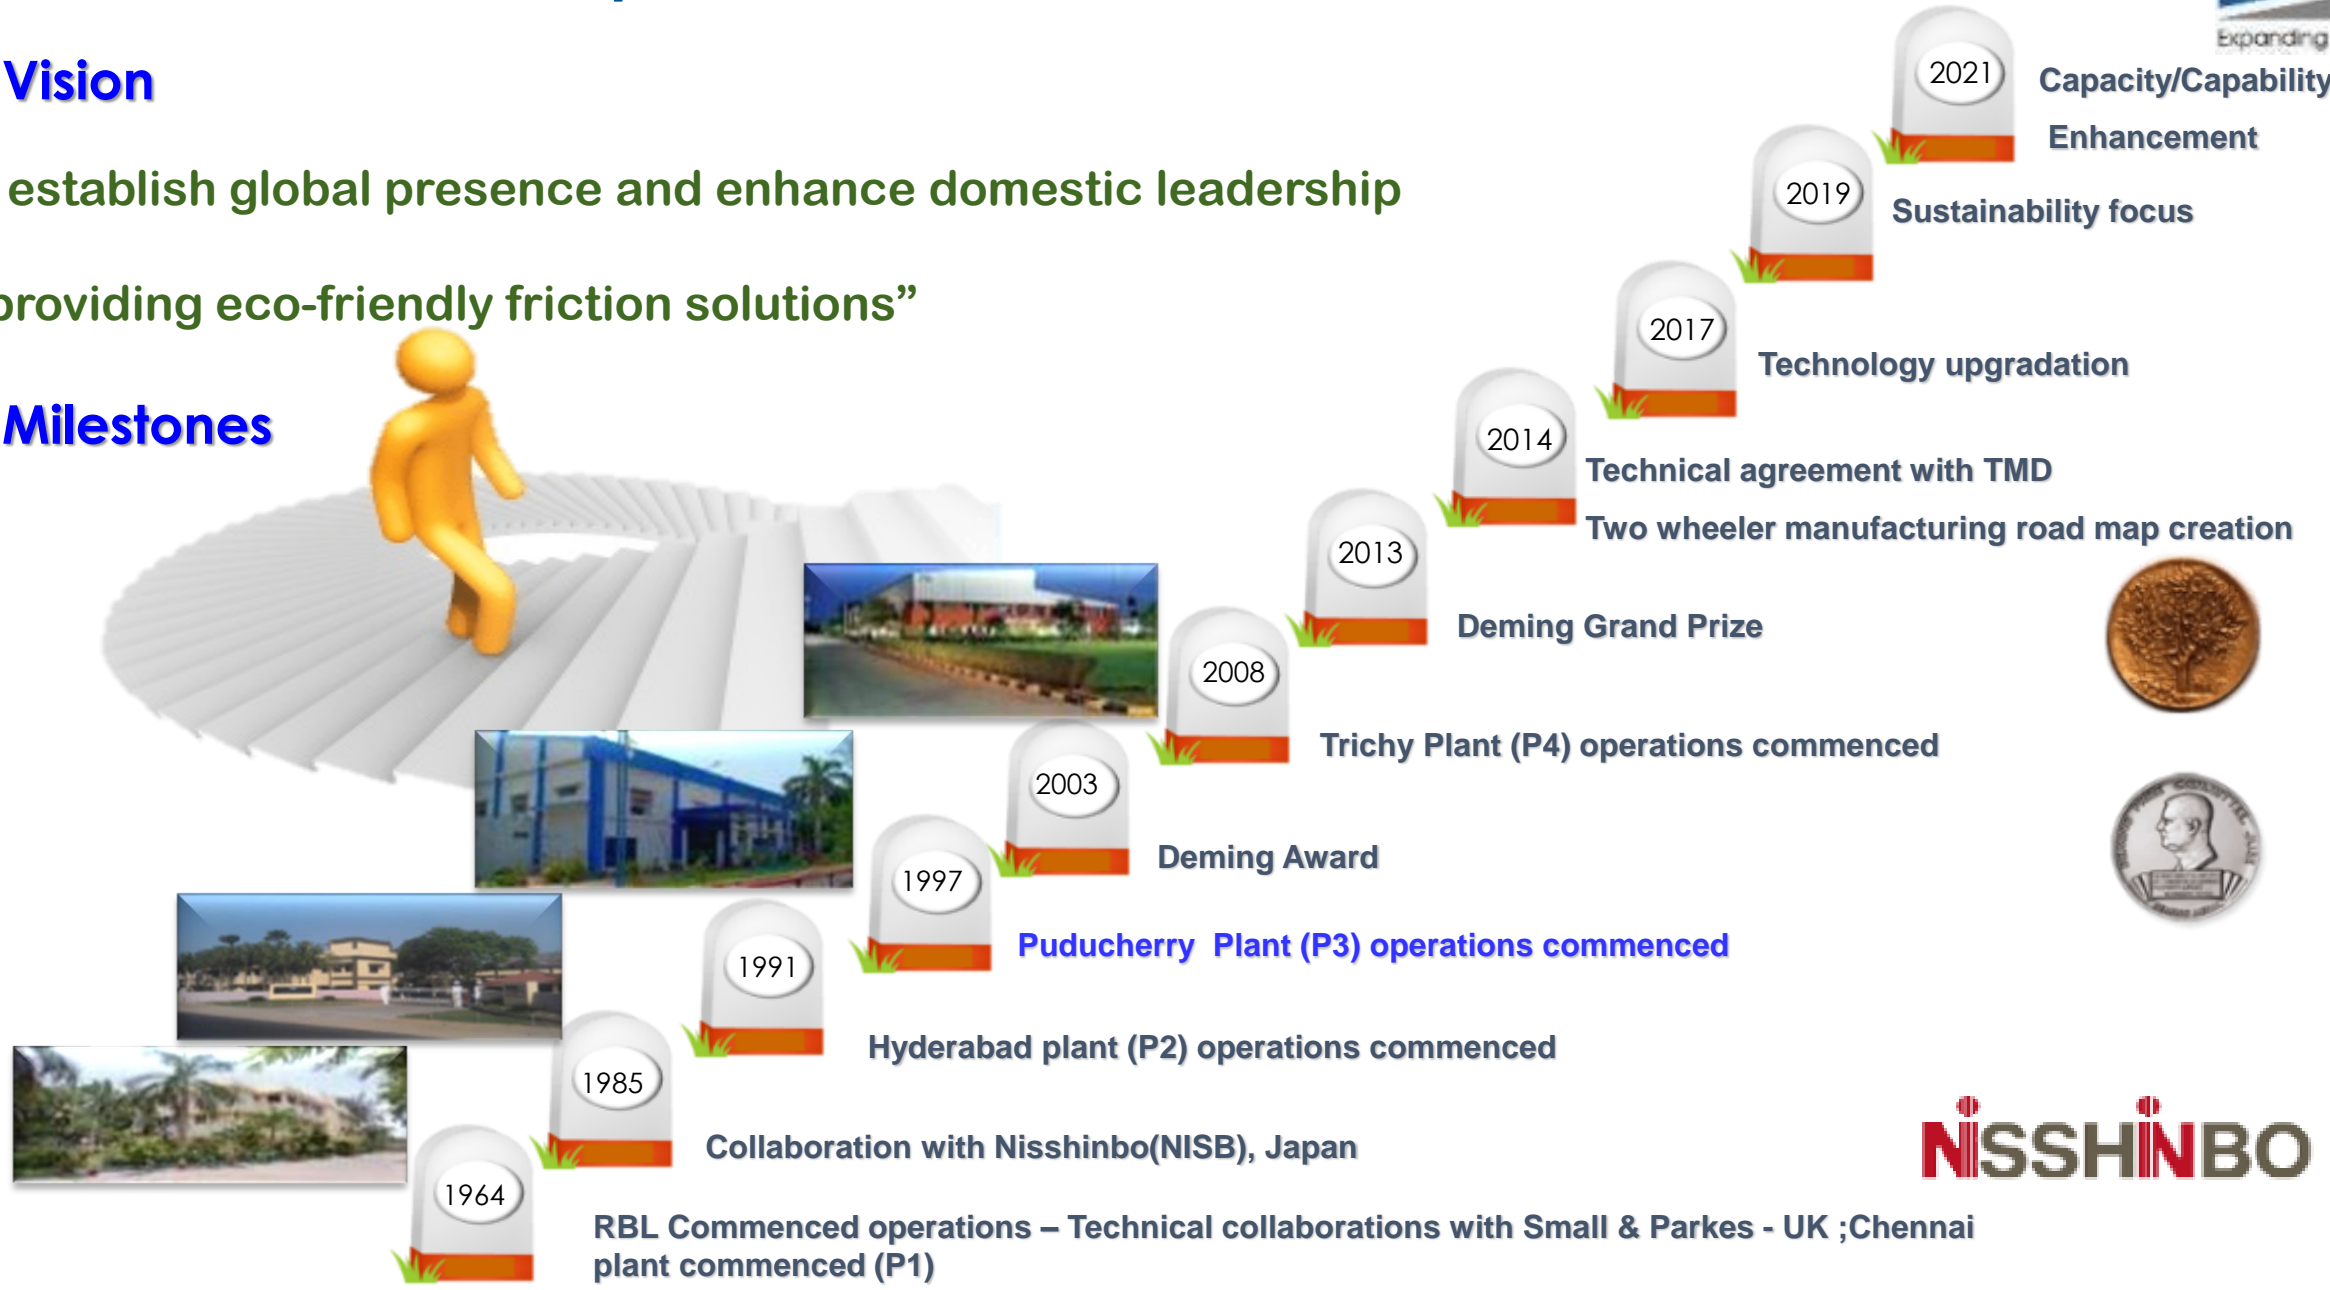 Expanding
Vision
establish global presence and enhance domestic leadership
providing eco-friendly friction solutions”
Milestones
2021
Capacity/Capability
Enhancement
2019
Sustainability focus
2017
Technology upgradation
2014
Technical agreement with TMD
Two wheeler manufacturing road map creation
2013
Deming Grand Prize
2008
Trichy Plant (P4) operations commenced
2003
Deming Award
1997
Puducherry Plant (P3) operations commenced
1991
Hyderabad plant (P2) operations commenced
1985
Collaboration with Nisshinbo(NISB), Japan
NISSHINBO
1964
RBL Commenced operations – Technical collaborations with Small & Parkes - UK ;Chennai
plant commenced (P1)